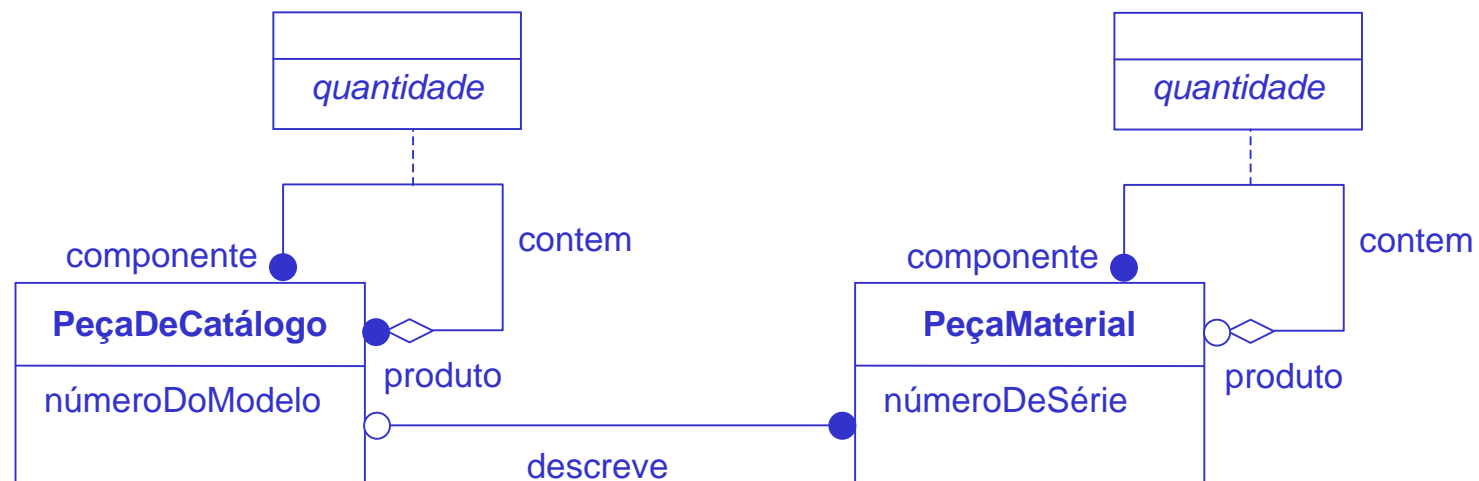 quantidade
quantidade
componente
contem
componente
contem
PeçaDeCatálogo
PeçaMaterial
produto
produto
númeroDoModelo
númeroDeSérie
descreve